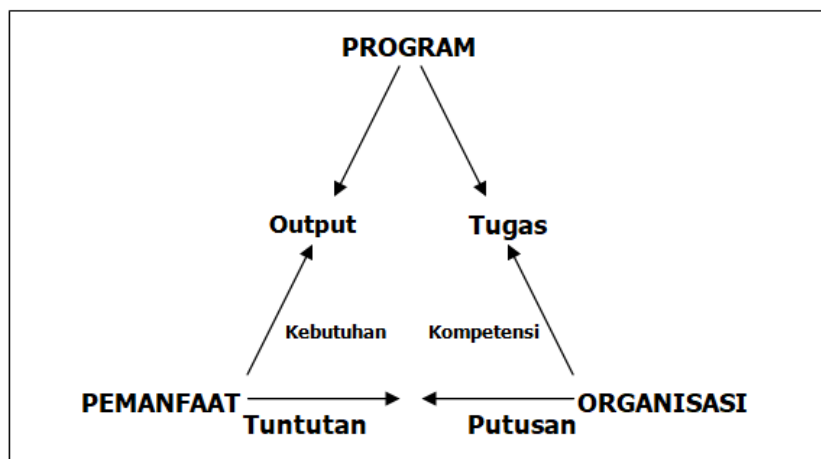 PROGRAM
Output Tugas
Kebutuhan Kompetensi
PEMANFAAT ORGANISASI
Tuntutan Putusan